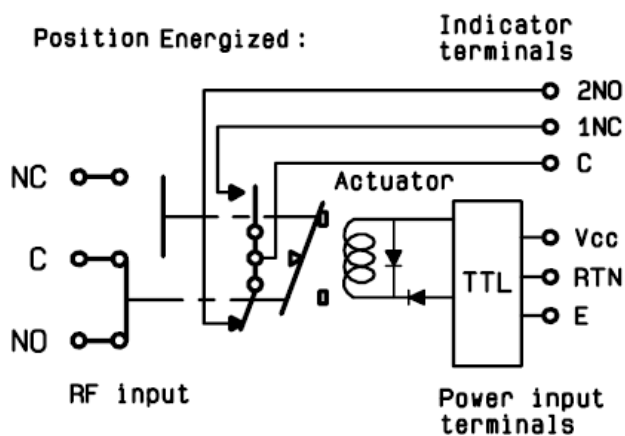 Position Energized :
Indicator
terminals
2NO
1NC
C
NC
Actuator
C
Vcc
TTL
RTN
E
NO
RF input
Power input
terminals